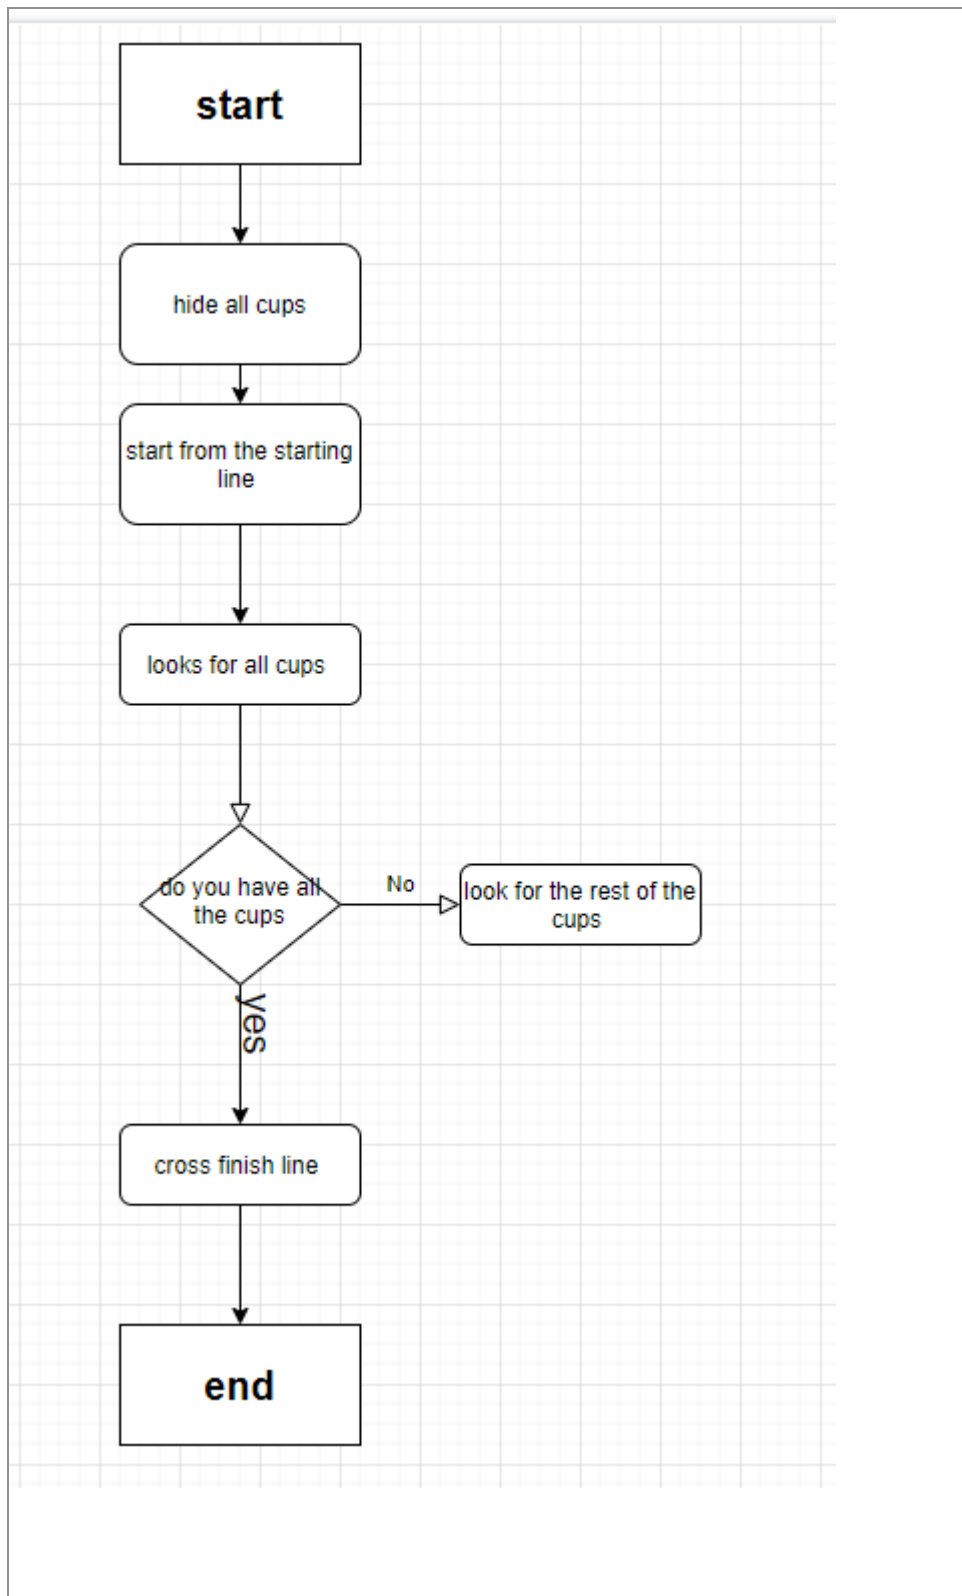 start
hide all cups
start from the starting
line
looks for all cups
do you have all
the cups
No
look for the rest of the
cups
yes
cross finish line
end